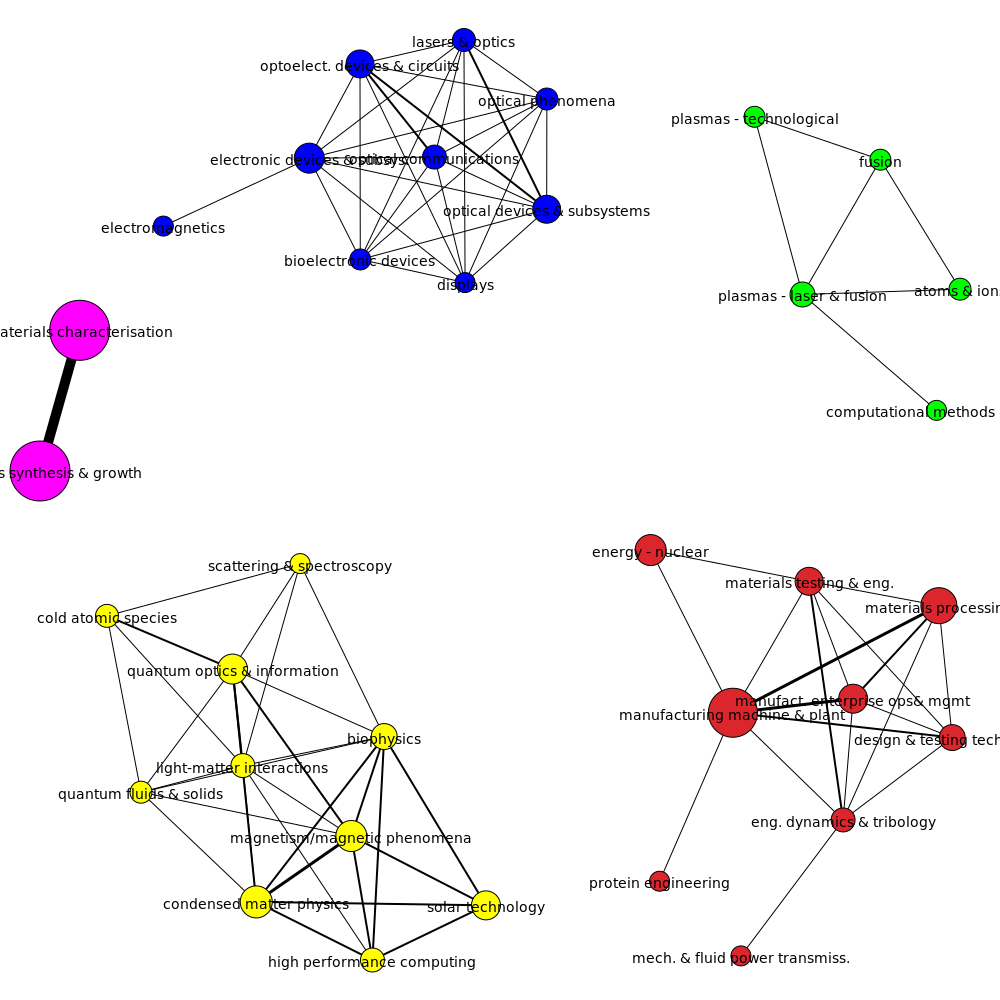 lasers & optics
optoelect. devices & circuits
optical phenomena
plasmas - technological
electronic devices & subsys.
optical communications
fusion
optical devices & subsystems
electromagnetics
bioelectronic devices
displays
plasmas - laser & fusion
atoms & ions
aterials characterisation
computational methods
s synthesis & growth
energy - nuclear
scattering & spectroscopy
materials testing & eng.
cold atomic species
materials processin
quantum optics & information
manufact. enterprise ops& mgmt
manufacturing machine & plant
biophysics
design & testing tech
light-matter interactions
quantum fluids & solids
eng. dynamics & tribology
magnetism/magnetic phenomena
protein engineering
condensed matter physics
solar technology
high performance computing
mech. & fluid power transmiss.